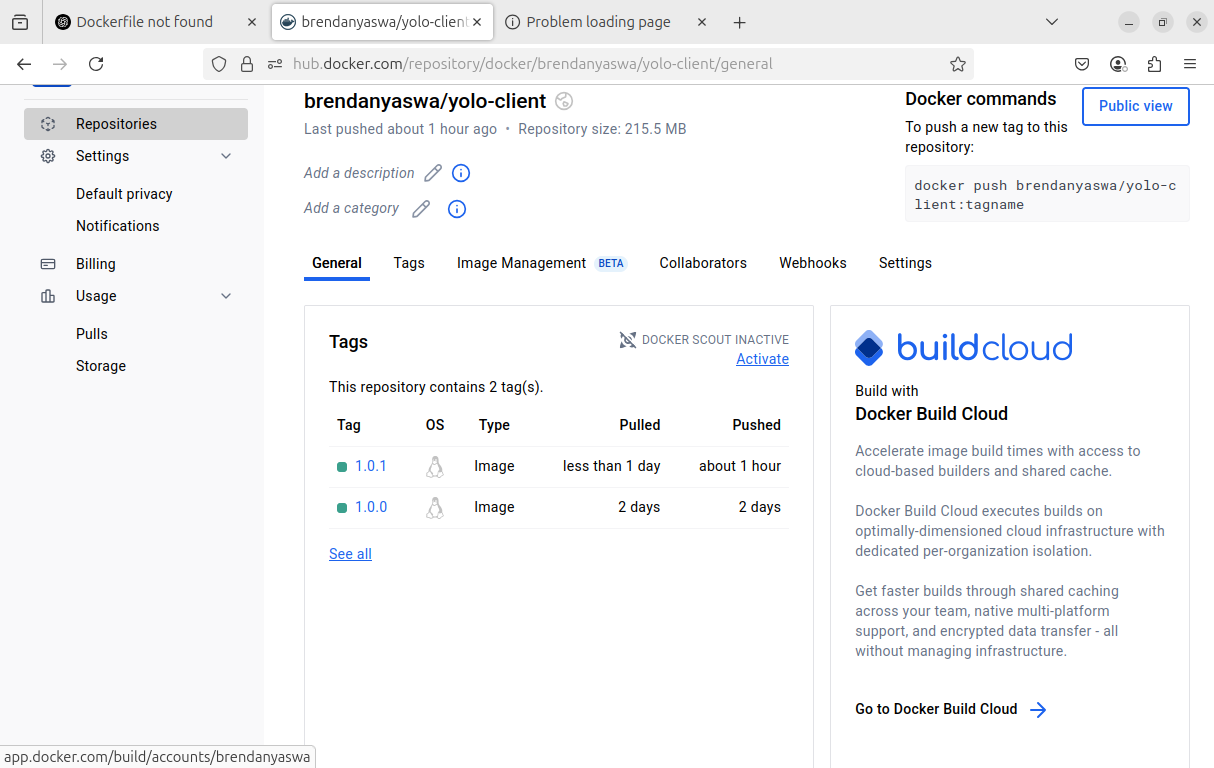 Dockerfile not found
brendanyaswa/yolo-client
Problem loading page
hub.docker.com/repository/docker/brendanyaswa/yolo-client/general
Repositories
Settings
Default privacy
Notifications
Billing
Usage
Pulls
Storage
brendanyaswa/yolo-client
Last pushed about 1 hour ago • Repository size: 215.5 MB
Add a description
Add a category
Docker commands
Public view
To push a new tag to this
repository:
docker push brendanyaswa/yolo-c
lient:tagname
General Tags Image Management BETA Collaborators Webhooks Settings
Tags
DOCKER SCOUT INACTIVE
Activate
This repository contains 2 tag(s).
Tag OS Type Pulled Pushed
1.0.1 Image less than 1 day about 1 hour
1.0.0 Image 2 days 2 days
See all
buildcloud
Build with
Docker Build Cloud
Accelerate image build times with access to
cloud-based builders and shared cache.
Docker Build Cloud executes builds on
optimally-dimensioned cloud infrastructure with
dedicated per-organization isolation.
Get faster builds through shared caching
across your team, native multi-platform
support, and encrypted data transfer - all
without managing infrastructure.
Go to Docker Build Cloud
app.docker.com/build/accounts/brendanyaswa